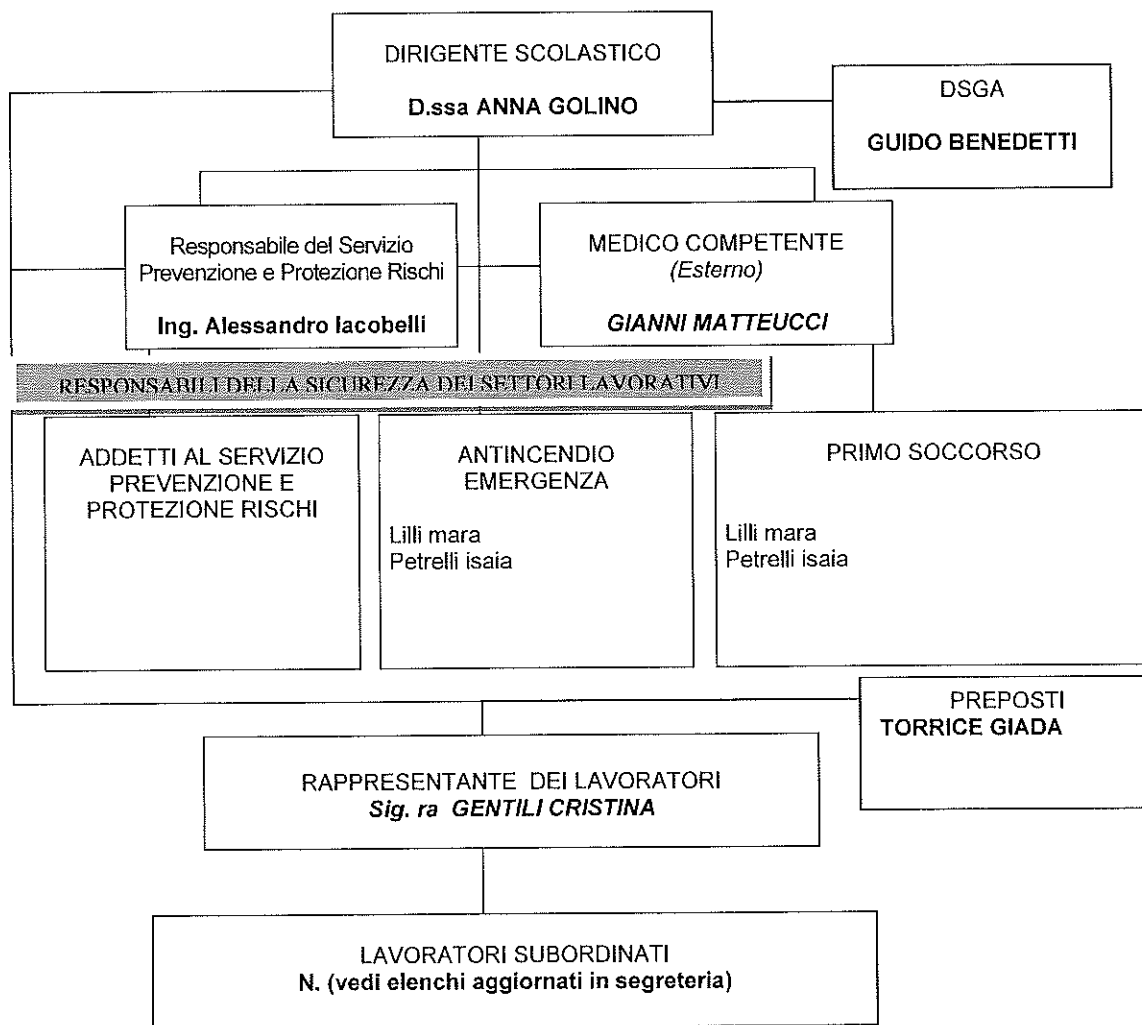 DIRIGENTE SCOLASTICO
D.ssa ANNA GOLINO
DSGA
GUIDO BENEDETTI
Responsabile del Servizio
Prevenzione e Protezione Rischi
Ing. Alessandro Iacobelli
MEDICO COMPETENTE
(Esterno)
GIANNI MATTEUCCI
RESPONSABILI DELLA SICUREZZA DEI SETTORI LAVORATIVI
ADDETTI AL SERVIZIO
PREVENZIONE E
PROTEZIONE RISCHI
ANTINCENDIO
EMERGENZA
Lilli mara
Petrelli isaia
PRIMO SOCCORSO
Lilli mara
Petrelli isaia
PREPOSTI
TORRICE GIADA
RAPPRESENTANTE DEI LAVORATORI
Sig. ra GENTILI CRISTINA
LAVORATORI SUBORDINATI
N. (vedi elenchi aggiornati in segreteria)